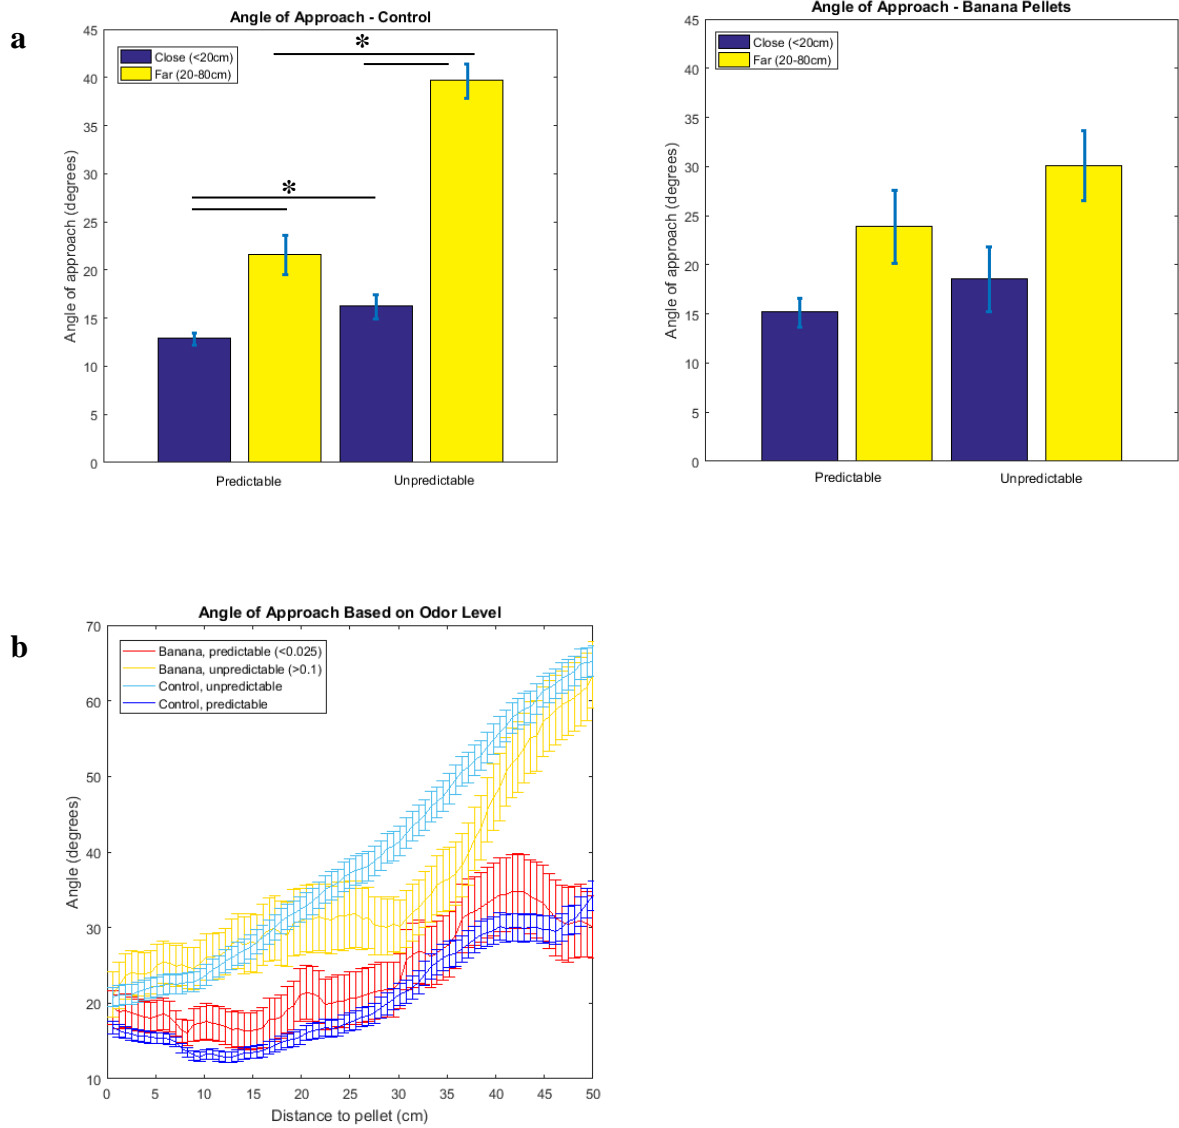 a
Angle of Approach - Control
Close (<20cm)
Far (20-80cm)
*
*
Angle of approach (degrees)
45
40
35
30
25
20
15
10
5
0
Predictable
Unpredictable
Angle of Approach - Banana Pellets
Close (<20cm)
Far (20-80cm)
Angle of approach (degrees)
45
40
35
30
25
20
15
10
5
0
Predictable
Unpredictable
b
Angle of Approach Based on Odor Level
Banana, predictable (<0.025)
Banana, unpredictable (>0.1)
Control, unpredictable
Control, predictable
Angle (degrees)
70
60
50
40
30
20
10
0 5 10 15 20 25 30 35 40 45 50
Distance to pellet (cm)